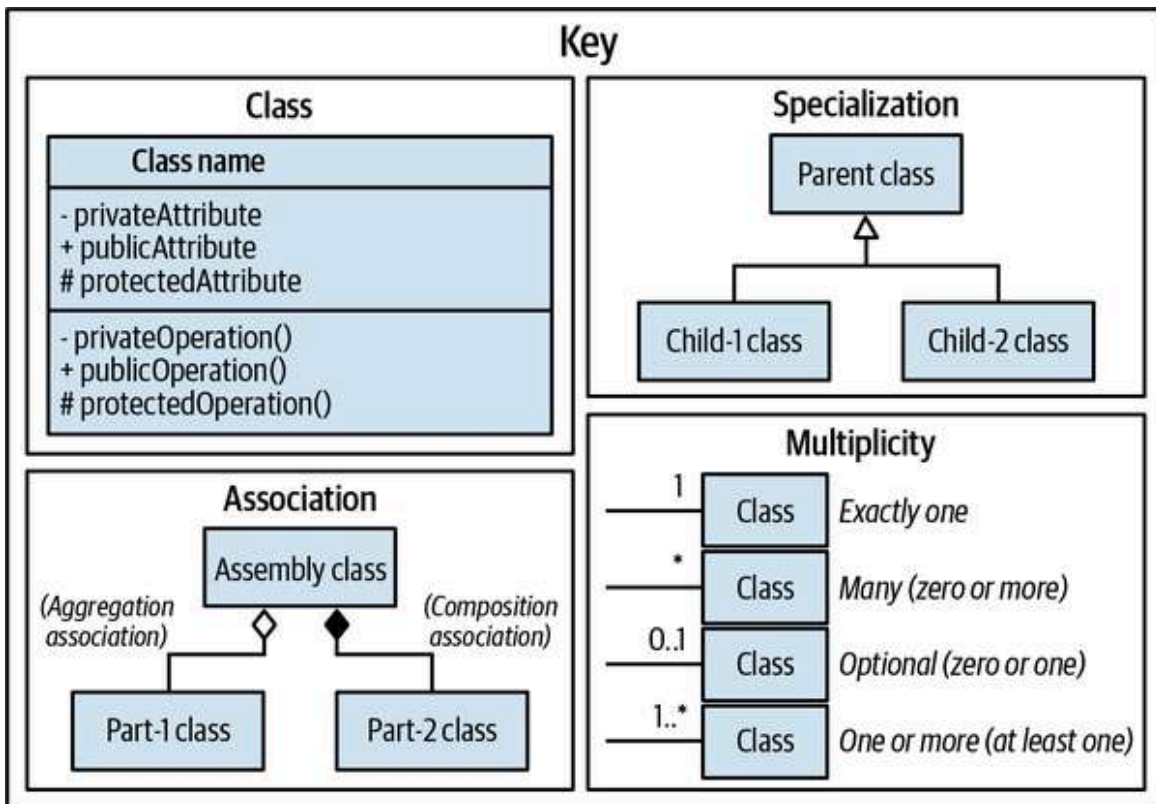 Key
Class
Class name
- privateAttribute
+ publicAttribute
# protectedAttribute
- privateOperation()
+ publicOperation()
# protectedOperation()
Specialization
Parent class
Child-1 class
Child-2 class
Association
Assembly class
(Aggregation
association)
(Composition
association)
Part-1 class
Part-2 class
Multiplicity
1
Class
Exactly one
*
Class
Many (zero or more)
0..1
Class
Optional (zero or one)
1..*
Class
One or more (at least one)